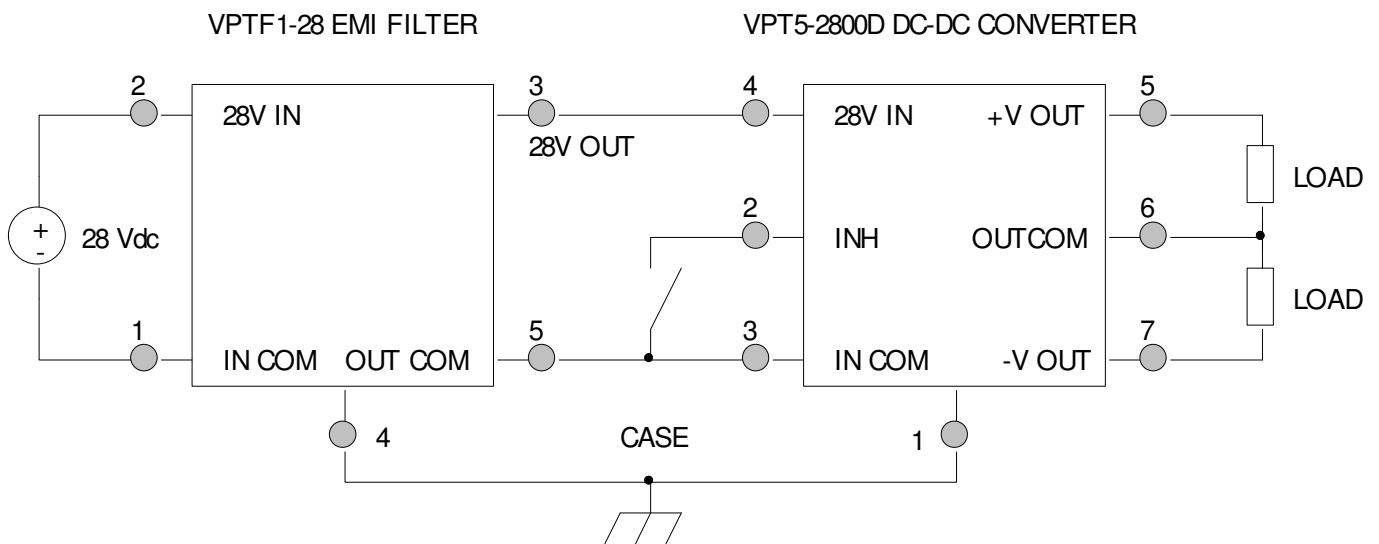 VPTF1-28 EMI FILTER
VPT5-2800D DC-DC CONVERTER
2
3
4
5
28V IN
28V OUT
28V IN
+V OUT
LOAD
+
-
28 Vdc
2
6
INH
OUTCOM
LOAD
1
5
3
7
IN COM
OUT COM
IN COM
-V OUT
4
CASE
1